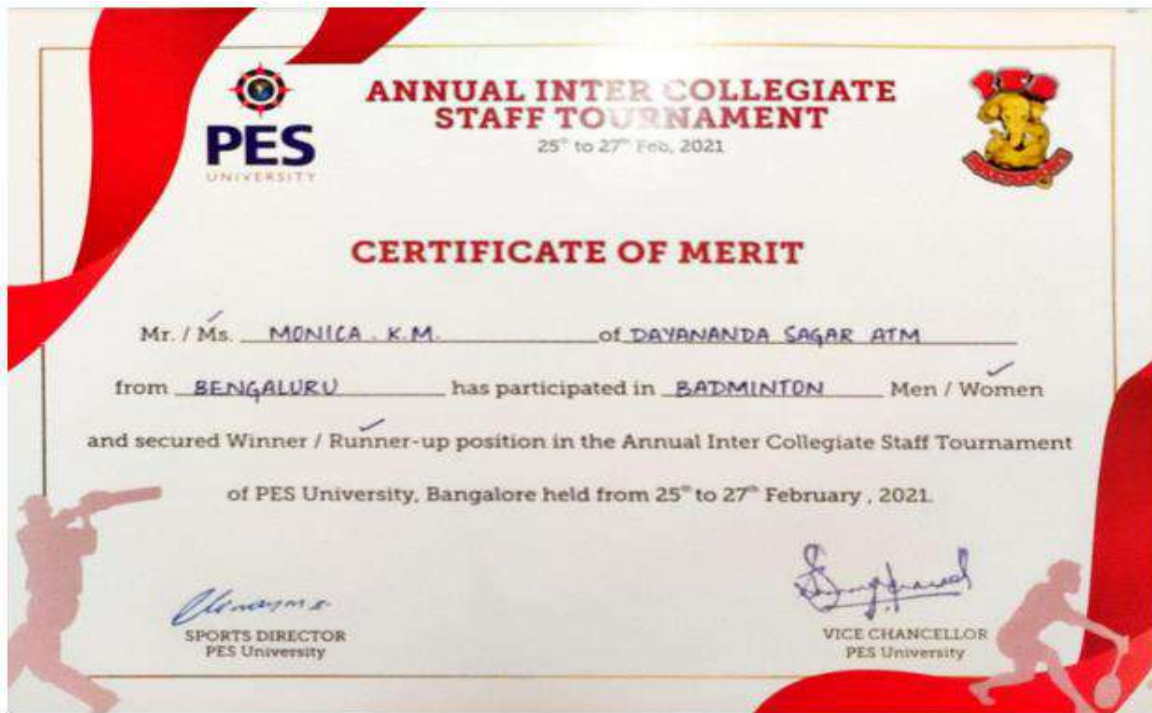 PES
UNIVERSITY
ANNUAL INTER COLLEGIATE
STAFF TOURNAMENT
25th to 27th Feb, 2021
CERTIFICATE OF MERIT
Mr. / Ms. MONICA . K.M. of DAYANANDA SAGAR ATM
from BENGALURU has participated in BADMINTON Men / Women
and secured Winner / Runner-up position in the Annual Inter Collegiate Staff Tournament
of PES University, Bangalore held from 25th to 27th February , 2021.
SPORTS DIRECTOR
PES University
VICE CHANCELLOR
PES University